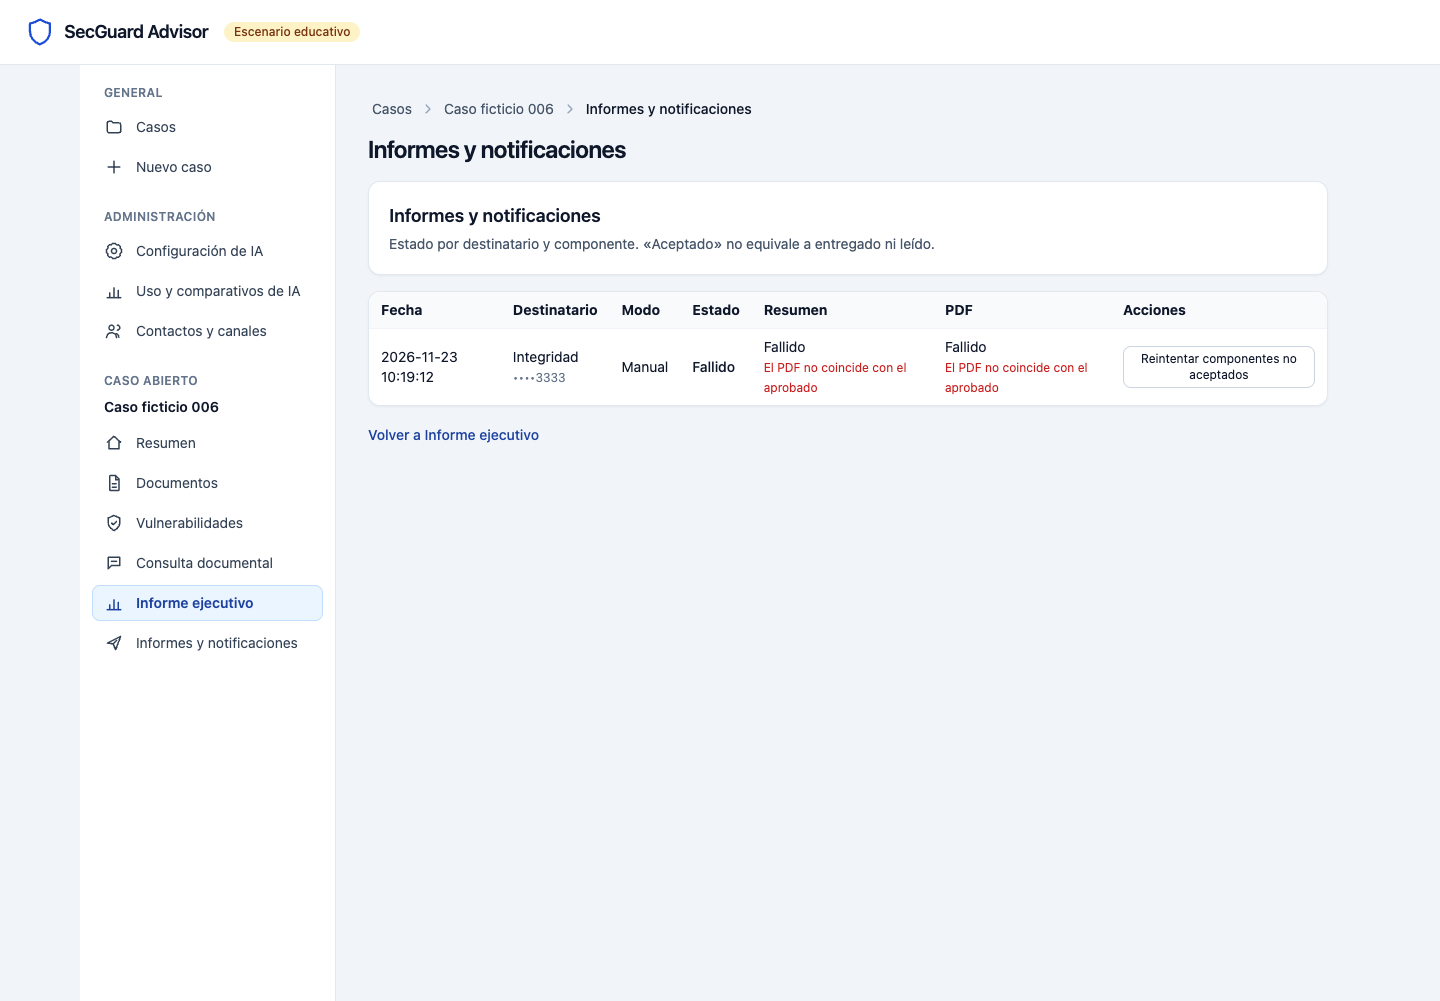 SecGuard Advisor
Escenario educativo
GENERAL
Casos
Nuevo caso
ADMINISTRACIÓN
Configuración de IA
Uso y comparativos de IA
Contactos y canales
CASO ABIERTO
Caso ficticio 006
Resumen
Documentos
Vulnerabilidades
Consulta documental
Informe ejecutivo
Informes y notificaciones
Casos > Caso ficticio 006 > Informes y notificaciones
Informes y notificaciones
Informes y notificaciones
Estado por destinatario y componente. «Aceptado» no equivale a entregado ni leído.
Fecha Destinatario Modo Estado Resumen PDF Acciones
2026-11-23
10:19:12
Integridad
••••3333
Manual
Fallido
Fallido
El PDF no coincide con el
aprobado
Fallido
El PDF no coincide con el
aprobado
Reintentar componentes no
aceptados
Volver a Informe ejecutivo